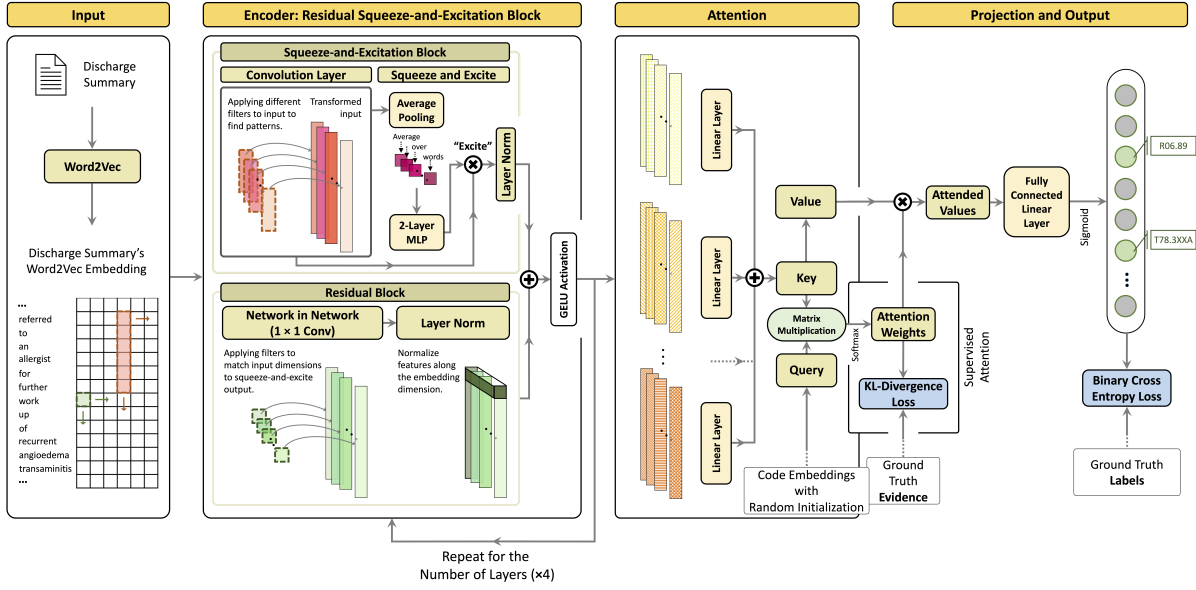 Input
Encoder: Residual Squeeze-and-Excitation Block
Attention
Projection and Output
Discharge
Summary
Word2Vec
Discharge Summary's
Word2Vec Embedding
...
referred
to
an
allergist
for
further
work
up
of
recurrent
angioedema
transaminitis
...
Squeeze-and-Excitation Block
Convolution Layer
Squeeze and Excite
Applying different
filters to input to
find patterns.
Transformed
input
Average
Pooling
Average
over
words
"Excite"
2-Layer
MLP
Layer Norm
Residual Block
Network in Network
(1 × 1 Conv)
Layer Norm
Applying filters to
match input dimensions
to squeeze-and-excite
output.
Normalize
features along
the embedding
dimension.
GELU Activation
Repeat for the
Number of Layers (×4)
Linear Layer
Linear Layer
Linear Layer
Value
Key
Matrix
Multiplication
Query
Code Embeddings
with
Random Initialization
Softmax
Attention
Weights
KL-Divergence
Loss
Supervised
Attention
Ground
Truth
Evidence
Attended
Values
Fully
Connected
Linear
Layer
Sigmoid
R06.89
T78.3XXA
Binary Cross
Entropy Loss
Ground Truth
Labels